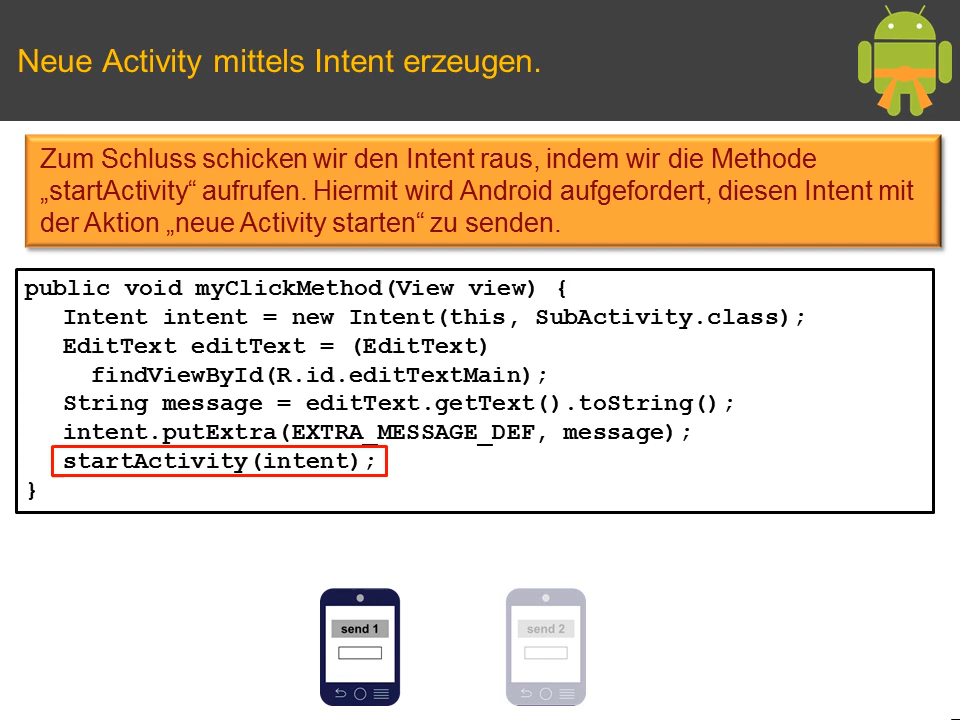 Neue Activity mittels Intent erzeugen.
Zum Schluss schicken wir den Intent raus, indem wir die Methode
„startActivity“ aufrufen. Hiermit wird Android aufgefordert, diesen Intent mit
der Aktion „neue Activity starten“ zu senden.
public void myClickMethod(View view) {
Intent intent = new Intent(this, SubActivity.class);
EditText editText = (EditText)
findViewById(R.id.editTextMain);
String message = editText.getText().toString();
intent.putExtra(EXTRA_MESSAGE_DEF, message);
startActivity(intent);
}
send 1
send 2